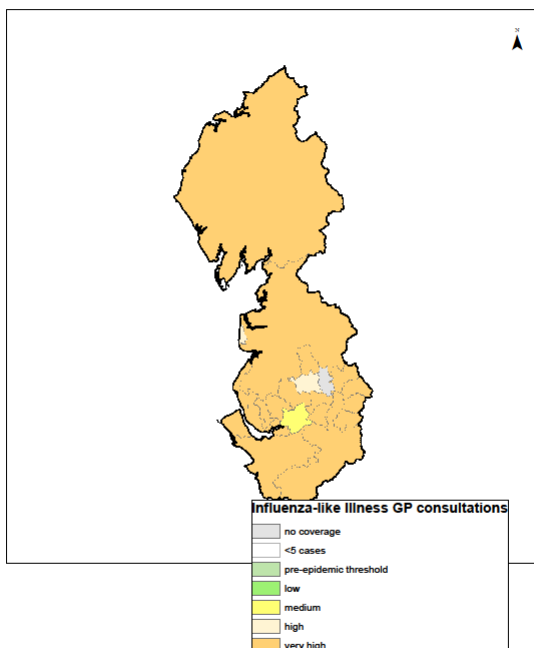 Influenza-like Illness GP consultations
no coverage
<5 cases
pre-epidemic threshold
low
medium
high
very high